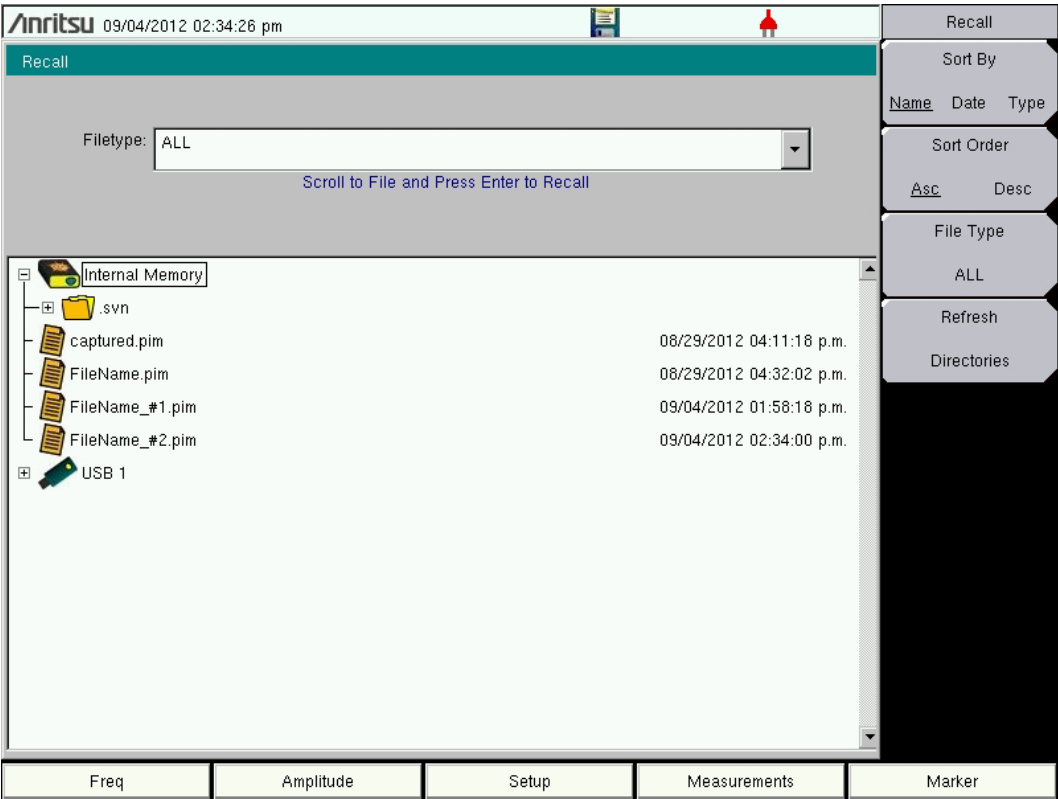 Anritsu 09/04/2012 02:34:26 pm
Recall
Filetype: ALL
Scroll to File and Press Enter to Recall
Internal Memory
.svn
captured.pim 08/29/2012 04:11:18 p.m.
FileName.pim 08/29/2012 04:32:02 p.m.
FileName_#1.pim 09/04/2012 01:58:18 p.m.
FileName_#2.pim 09/04/2012 02:34:00 p.m.
USB 1
Recall
Sort By
Name Date Type
Sort Order
Asc Desc
File Type
ALL
Refresh
Directories
Freq Amplitude Setup Measurements Marker